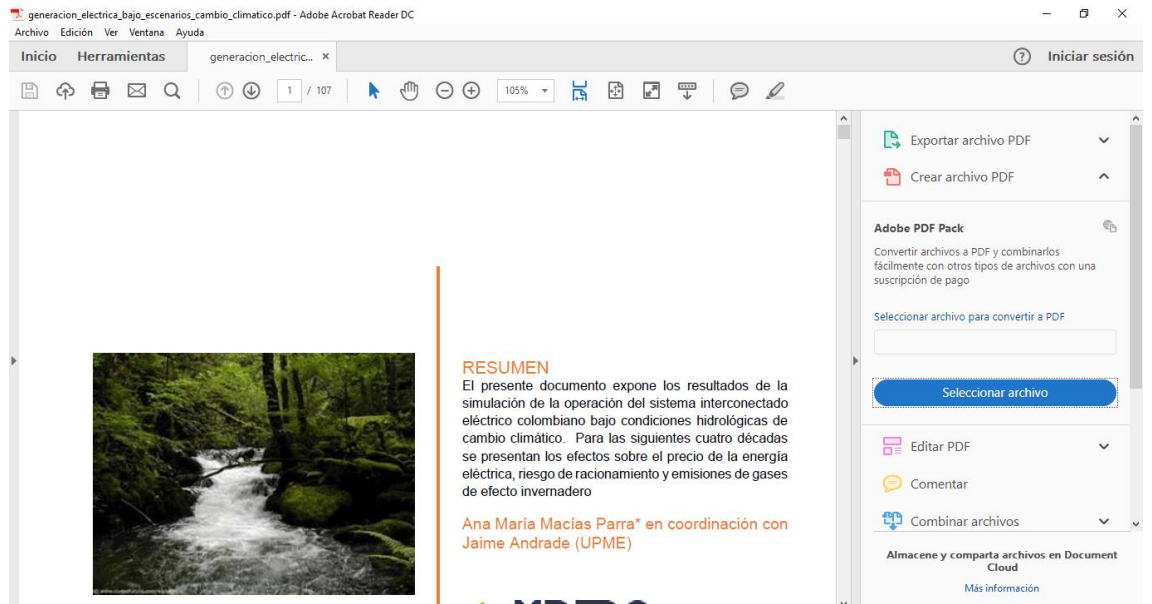 generacion_electrica_bajo_escenarios_cambio_climatico.pdf - Adobe Acrobat Reader DC
Archivo Edición Ver Ventana Ayuda
Inicio Herramientas generacion_electric... × ? Iniciar sesión
1 / 107 105%
Exportar archivo PDF
Crear archivo PDF
Adobe PDF Pack
Convertir archivos a PDF y combinarlos
fácilmente con otros tipos de archivos con una
suscripción de pago
Seleccionar archivo para convertir a PDF
Seleccionar archivo
Editar PDF
Comentar
Combinar archivos
Almacene y comparta archivos en Document
Cloud
Más información
RESUMEN
El presente documento expone los resultados de la
simulación de la operación del sistema interconectado
eléctrico colombiano bajo condiciones hidrológicas de
cambio climático. Para las siguientes cuatro décadas
se presentan los efectos sobre el precio de la energía
eléctrica, riesgo de racionamiento y emisiones de gases
de efecto invernadero
Ana María Macías Parra* en coordinación con
Jaime Andrade (UPME)